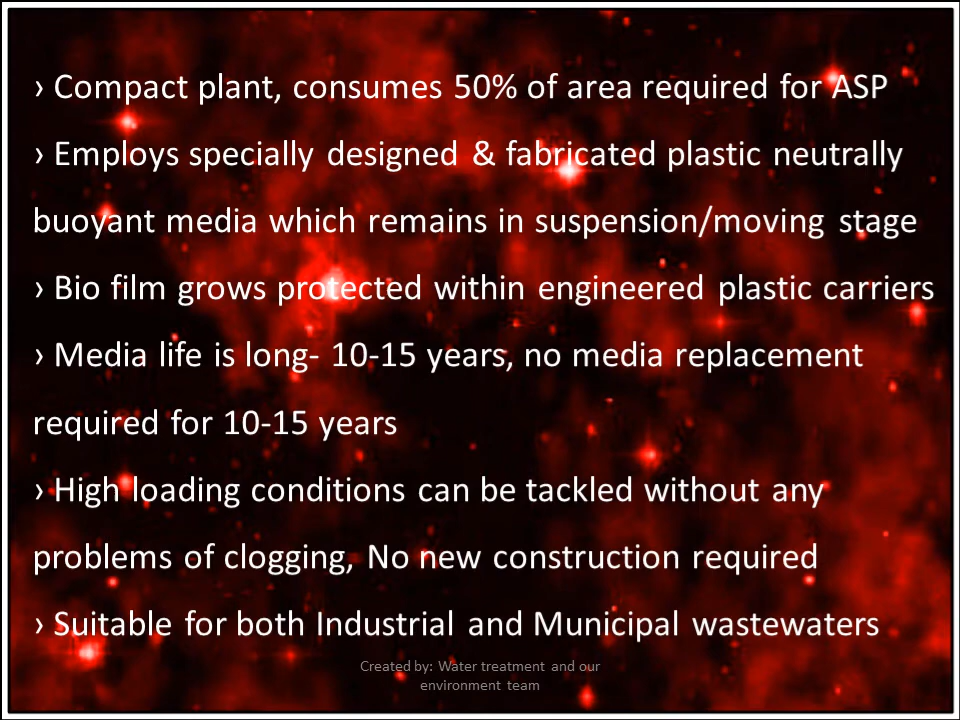 › Compact plant, consumes 50% of area required for ASP
› Employs specially designed & fabricated plastic neutrally
buoyant media which remains in suspension/moving stage
› Bio film grows protected within engineered plastic carriers
› Media life is long- 10-15 years, no media replacement
required for 10-15 years
› High loading conditions can be tackled without any
problems of clogging, No new construction required
› Suitable for both Industrial and Municipal wastewaters
Created by: Water treatment and our
environment team